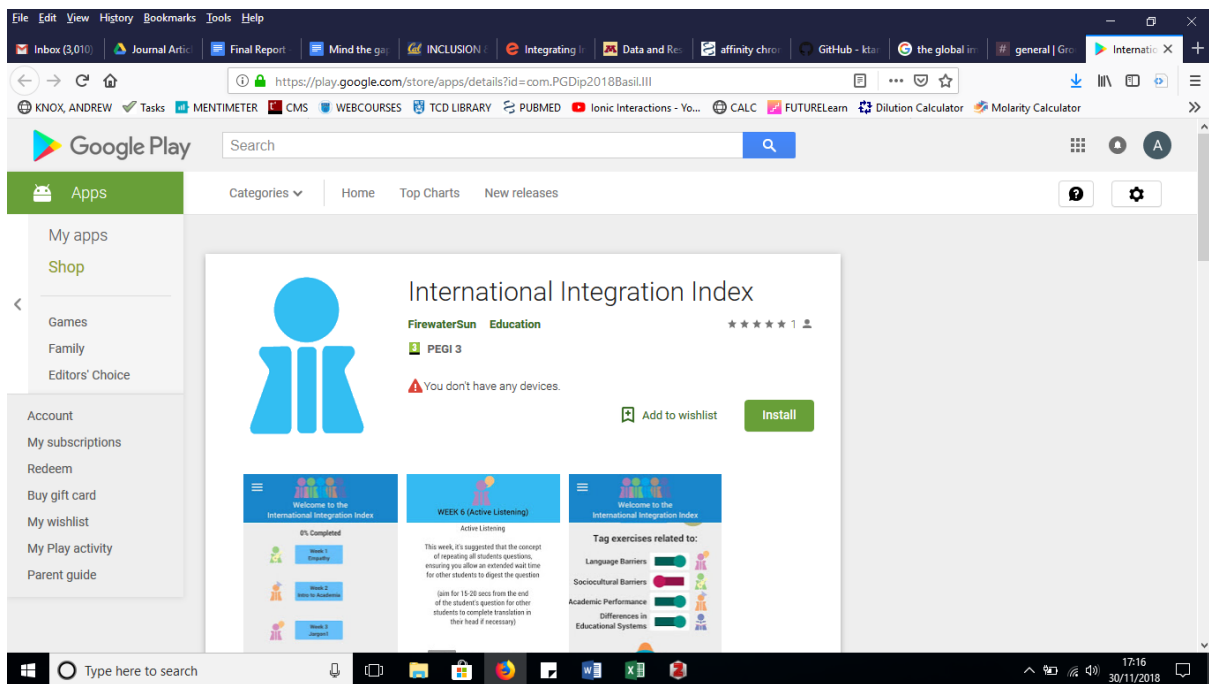 File Edit View History Bookmarks Tools Help
Inbox (3,010) Journal Artic Final Report - Mind the gap INCLUSION & Integrating In Data and Res affinity chror GitHub - ktar the global im # general | Gro Internatio
https://play.google.com/store/apps/details?id=com.PGDip2018Basil.III
KNOX, ANDREW Tasks MENTIMETER CMS WEBCOURSES TCD LIBRARY PUBMED Ionic Interactions - Yo... CALC FUTURELearn Dilution Calculator Molarity Calculator
Google Play Search A
Apps Categories Home Top Charts New releases
My apps
Shop
Games
Family
Editors' Choice
Account
My subscriptions
Redeem
Buy gift card
My wishlist
My Play activity
Parent guide
International Integration Index
FirewaterSun Education 1
3 PEGI 3
You don't have any devices.
Add to wishlist Install
Welcome to the
International Integration Index
0% Completed
Week 1
Empathy
Week 2
Intro to Academia
Week 3
Jargon1
WEEK 6 (Active Listening)
Active Listening
This week, it's suggested that the concept
of repeating all students questions,
ensuring you allow an extended wait time
for other students to digest the question
(aim for 15-20 secs from the end
of the student's question for other
students to complete translation in
their head if necessary)
Welcome to the
International Integration Index
Tag exercises related to:
Language Barriers
Sociocultural Barriers
Academic Performance
Differences in
Educational Systems
Type here to search
17:16
30/11/2018